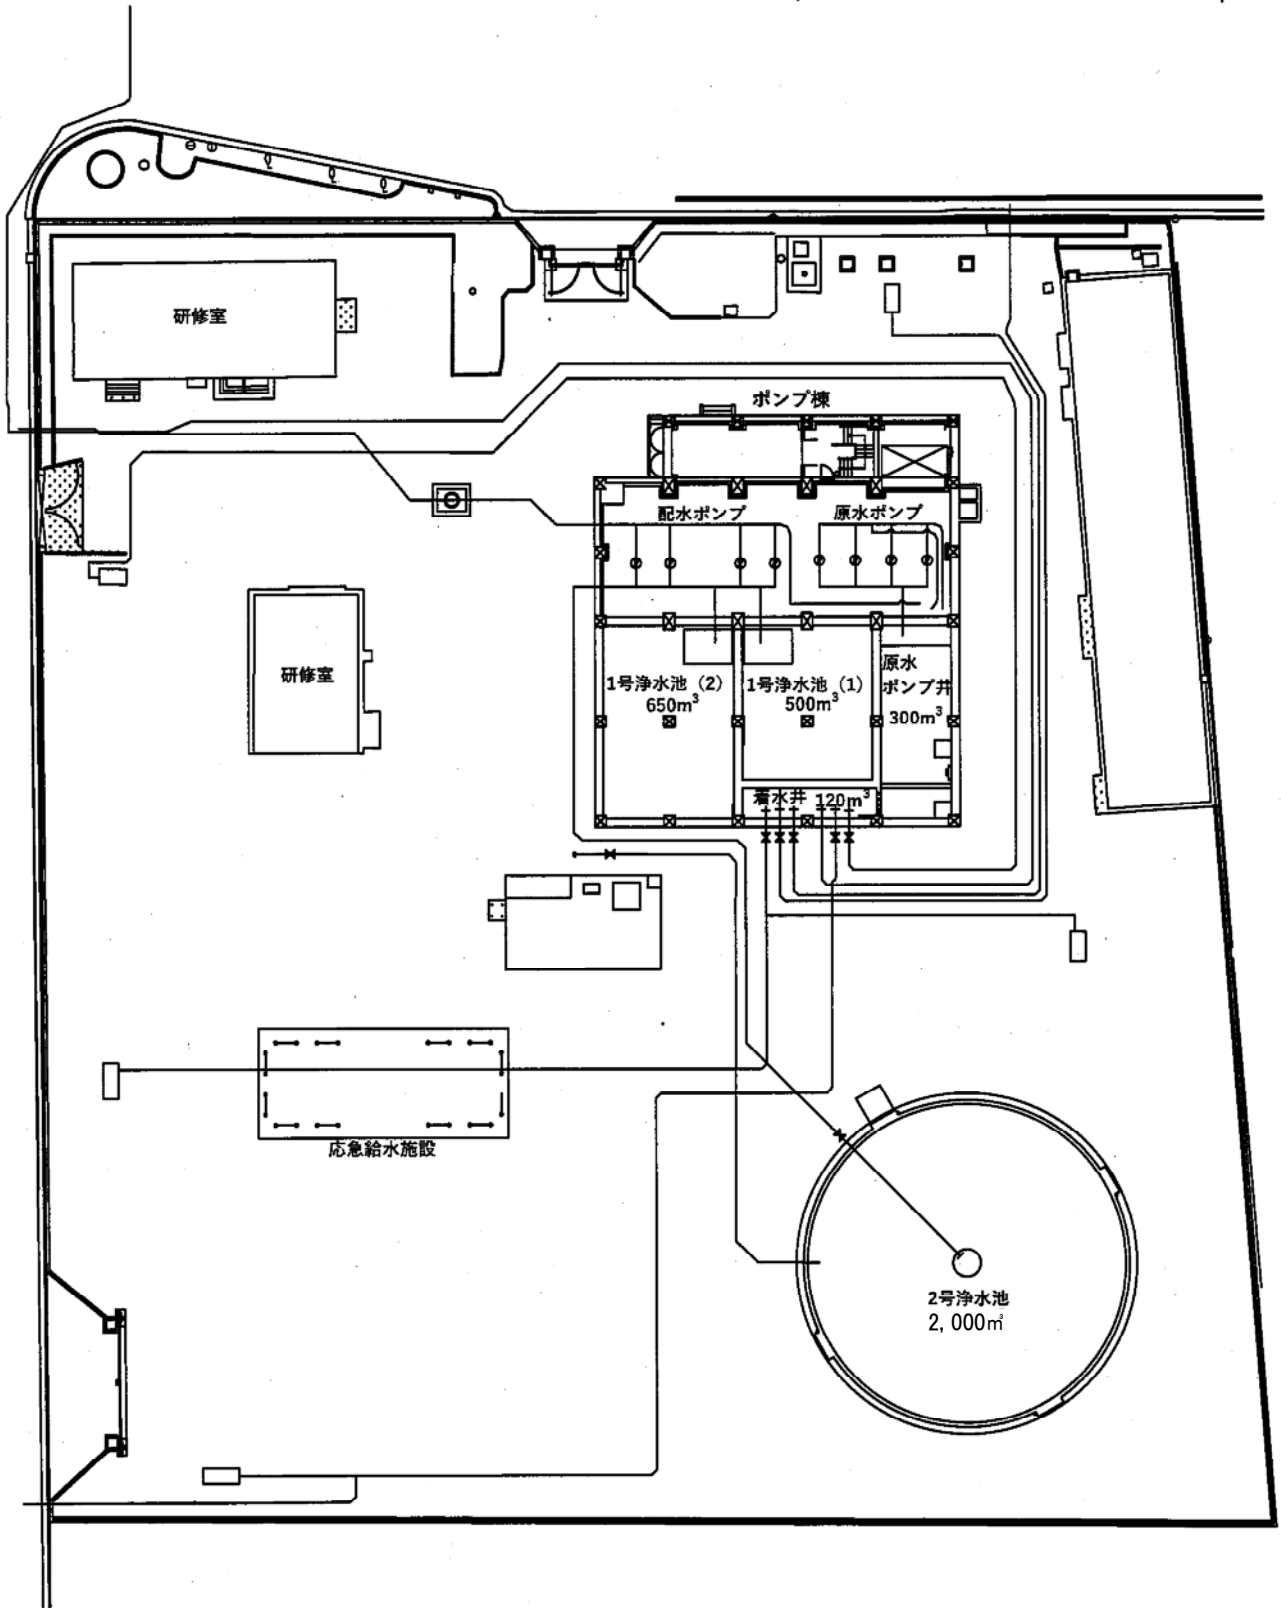 研修室
ポンプ棟
配水ポンプ
原水ポンプ
研修室
1号浄水池（2）
650m³
1号浄水池（1）
500m³
原水
ポンプ井
300m³
着水井 120m³
応急給水施設
2号浄水池
2,000㎥